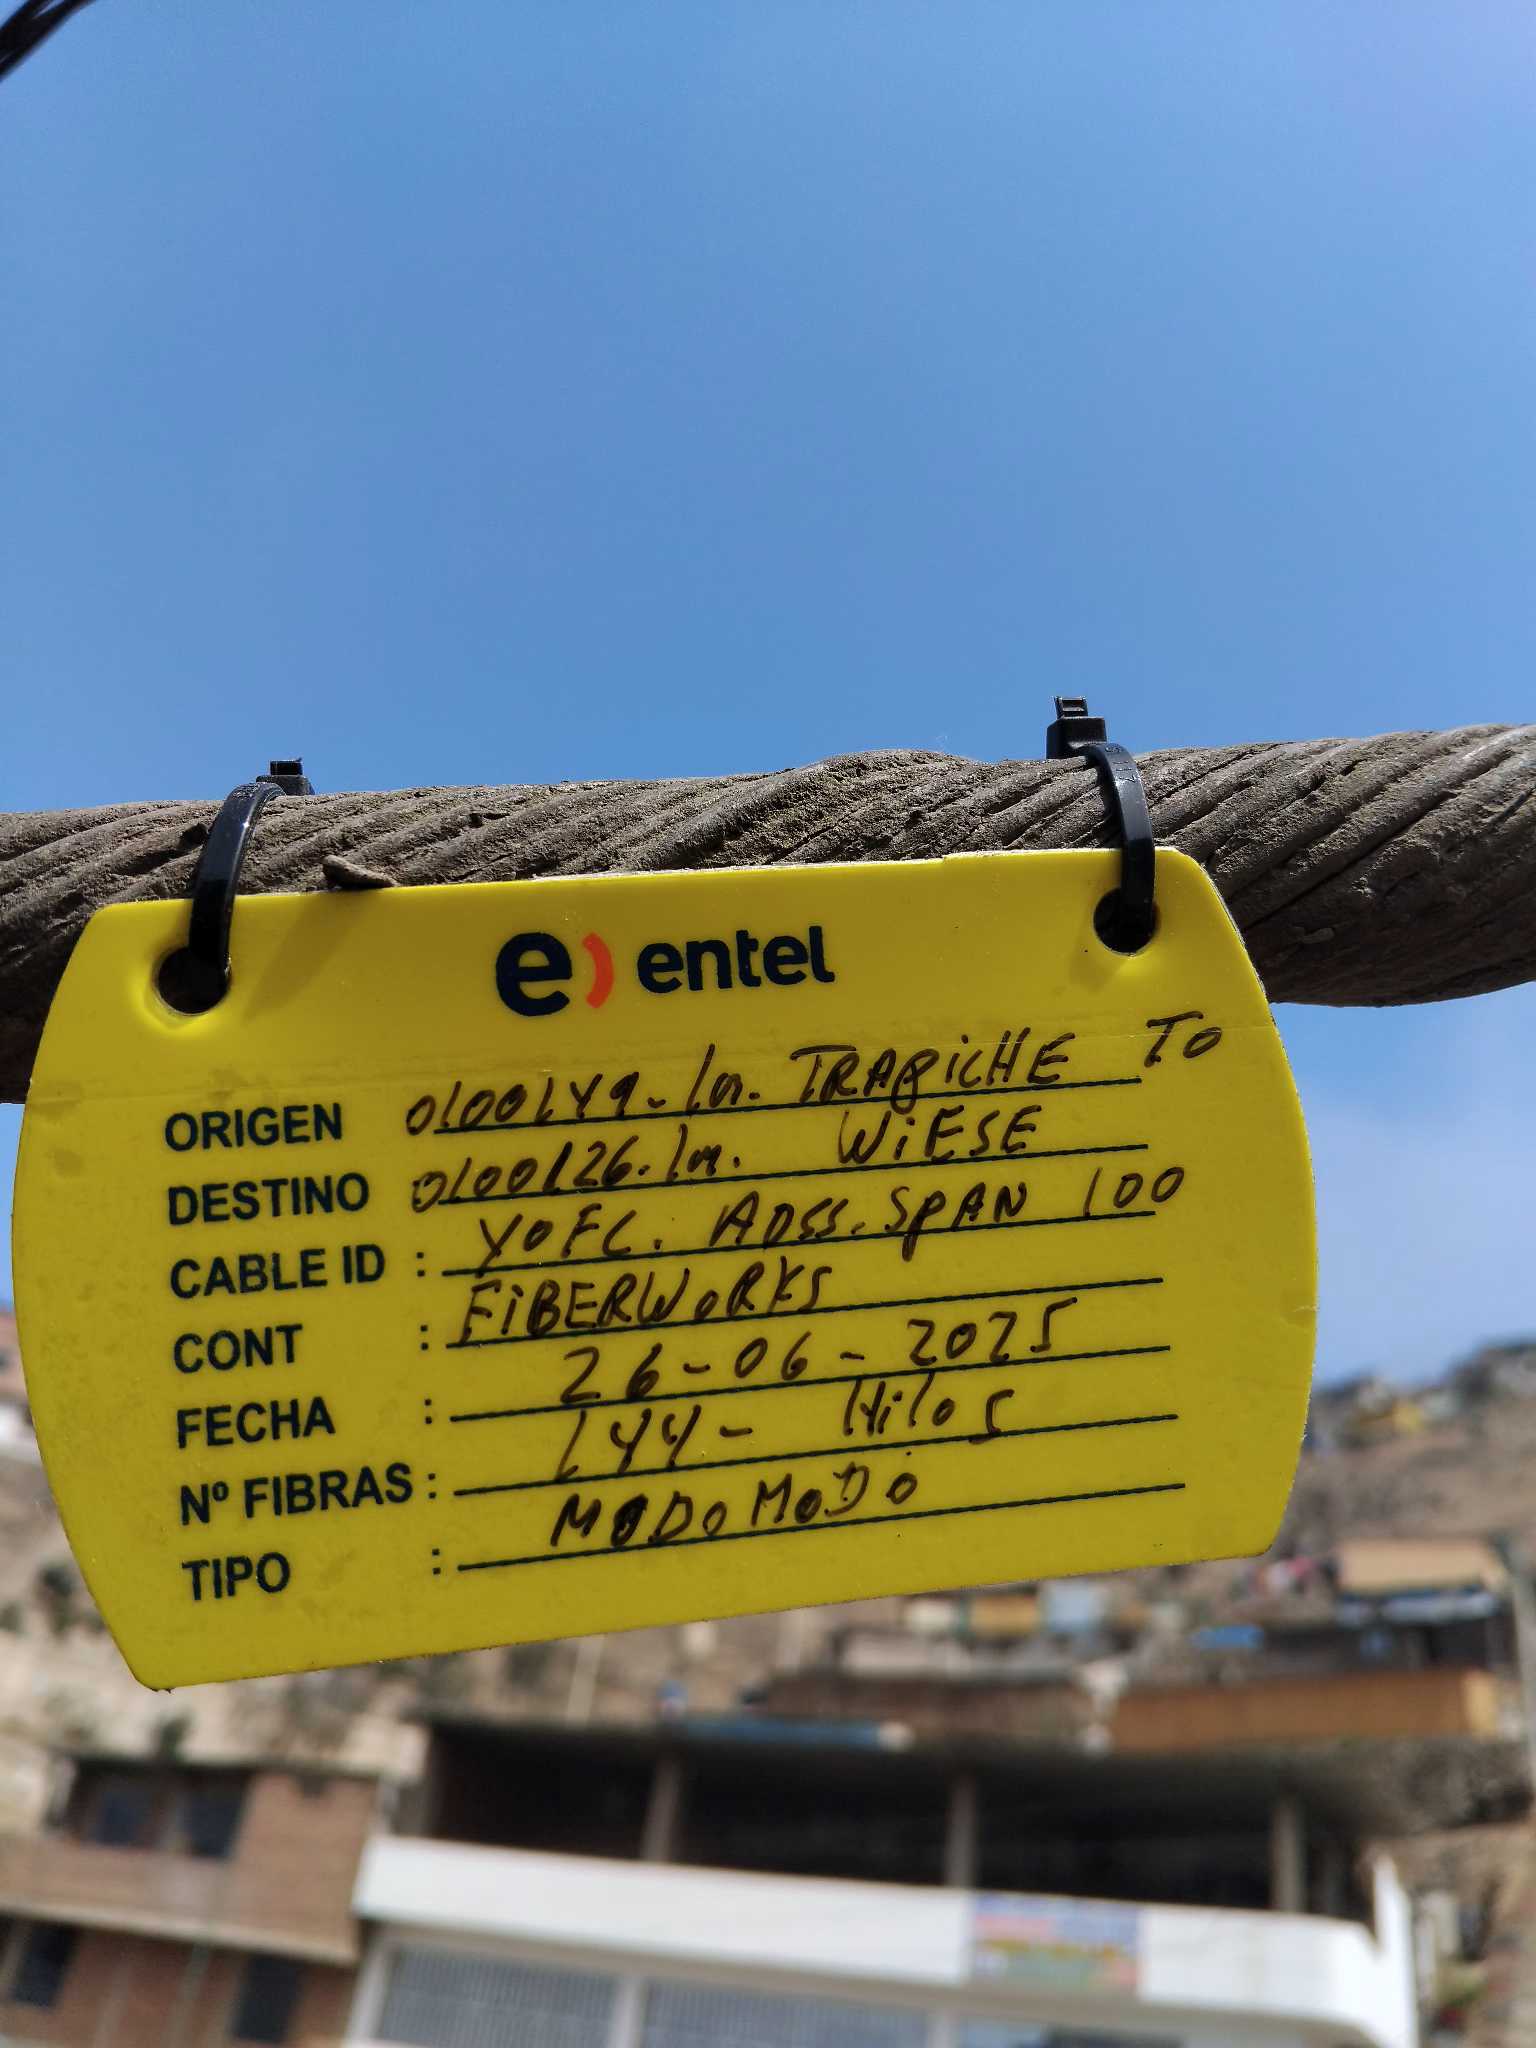 e) entel
ORIGEN 0100149-Lm. TRAPiCHE TO
DESTINO 0100126.Lm. WiESE
CABLE ID : YOFC. ADSS. SPAN 100
CONT : FiBERWORKS
FECHA : 26-06-2025
Nº FIBRAS : 144- Hilos
TIPO : MODOMODO